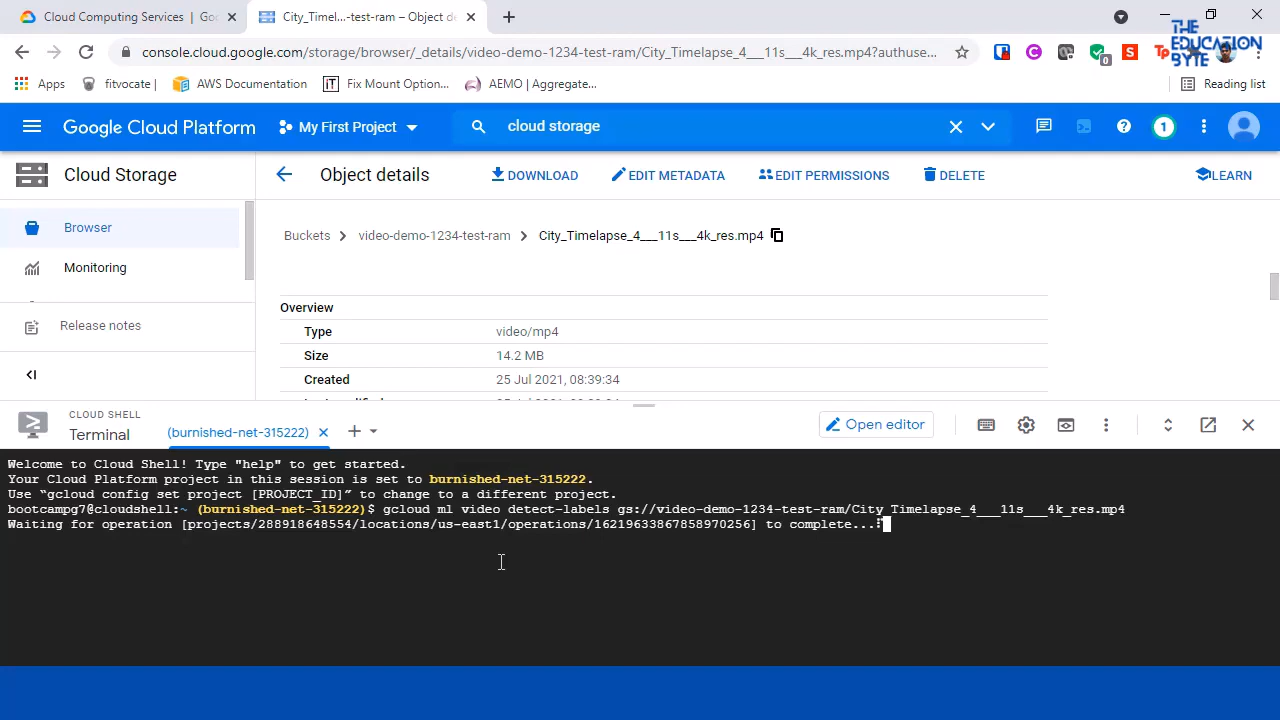 Cloud Computing Services | Go
City_Timel...-test-ram – Object de
THE
EDUCATION
BYTE
console.cloud.google.com/storage/browser/_details/video-demo-1234-test-ram/City_Timelapse_4___11s___4k_res.mp4?authuse...
Apps
fitvocate |
AWS Documentation
Fix Mount Option...
AEMO | Aggregate...
Reading list
Google Cloud Platform
My First Project
cloud storage
1
Cloud Storage
Object details
DOWNLOAD
EDIT METADATA
EDIT PERMISSIONS
DELETE
LEARN
Browser
Monitoring
Release notes
Buckets
video-demo-1234-test-ram
City_Timelapse_4___11s___4k_res.mp4
Overview
Type video/mp4
Size 14.2 MB
Created 25 Jul 2021, 08:39:34
CLOUD SHELL
Terminal
(burnished-net-315222)
Open editor
Welcome to Cloud Shell! Type "help" to get started.
Your Cloud Platform project in this session is set to burnished-net-315222.
Use “gcloud config set project [PROJECT_ID]” to change to a different project.
bootcampg7@cloudshell:~ (burnished-net-315222)$ gcloud ml video detect-labels gs://video-demo-1234-test-ram/City_Timelapse_4___11s___4k_res.mp4
Waiting for operation [projects/288918648554/locations/us-east1/operations/16219633867858970256] to complete...